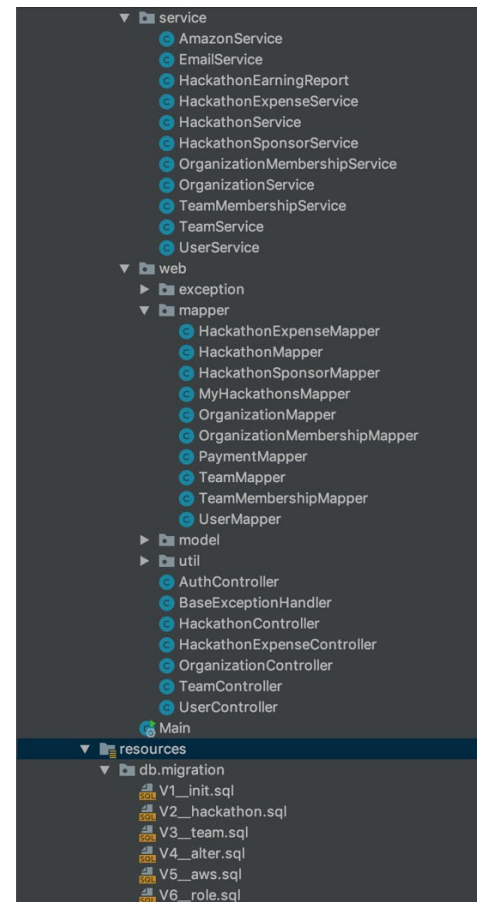 service
AmazonService
EmailService
HackathonEarningReport
HackathonExpenseService
HackathonService
HackathonSponsorService
OrganizationMembershipService
OrganizationService
TeamMembershipService
TeamService
UserService
web
exception
mapper
HackathonExpenseMapper
HackathonMapper
HackathonSponsorMapper
MyHackathonsMapper
OrganizationMapper
OrganizationMembershipMapper
PaymentMapper
TeamMapper
TeamMembershipMapper
UserMapper
model
util
AuthController
BaseExceptionHandler
HackathonController
HackathonExpenseController
OrganizationController
TeamController
UserController
Main
resources
db.migration
V1__init.sql
V2__hackathon.sql
V3__team.sql
V4__alter.sql
V5__aws.sql
V6__role.sql